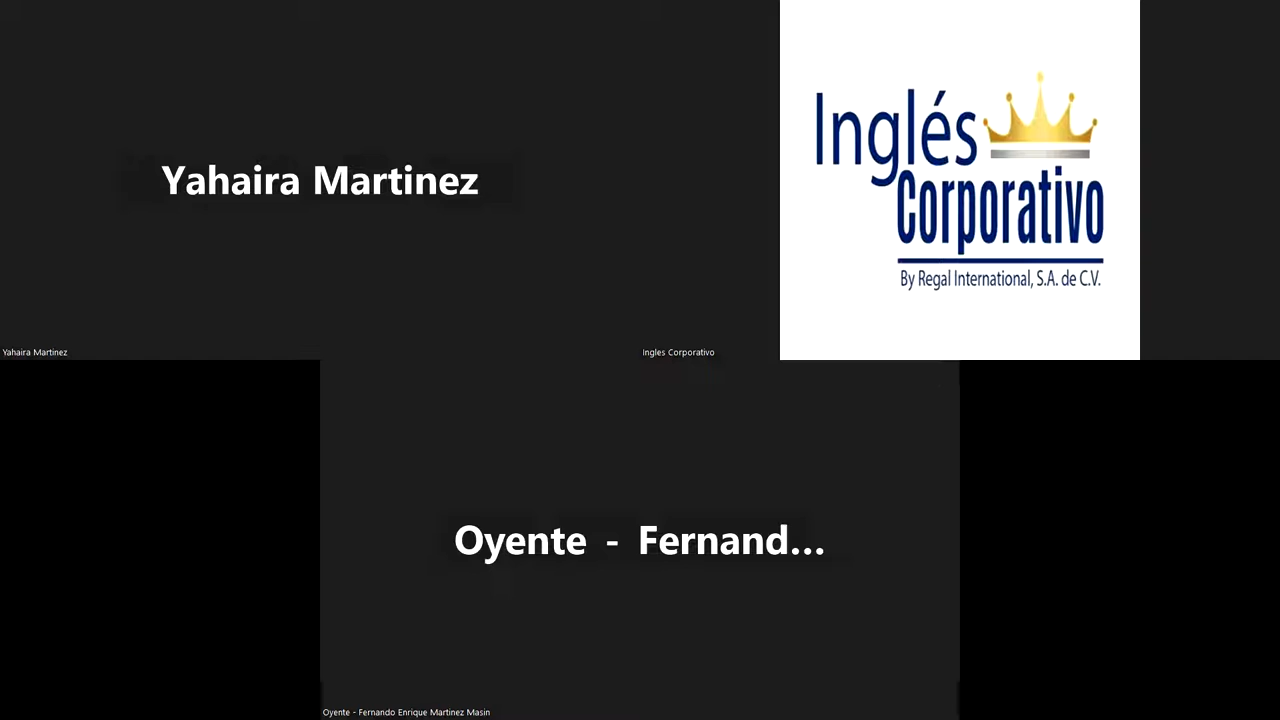 Yahaira Martinez
Inglés
Corporativo
By Regal International, S.A. de C.V.
Yahaira Martinez
Ingles Corporativo
Oyente - Fernand...
Oyente - Fernando Enrique Martinez Masin